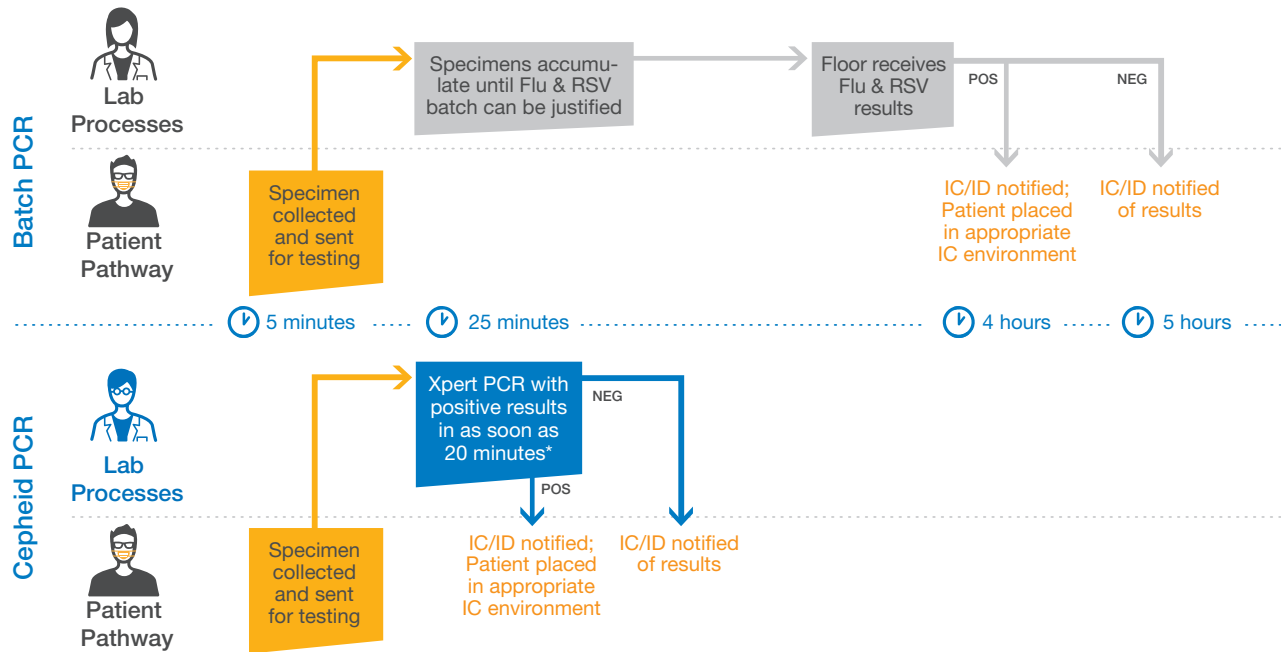 Batch PCR
Lab
Processes
Specimens accumu-
late until Flu & RSV
batch can be justified
Floor receives
Flu & RSV
results
POS
NEG
Patient
Pathway
Specimen
collected
and sent
for testing
IC/ID notified;
Patient placed
in appropriate
IC environment
IC/ID notified
of results
5 minutes
25 minutes
4 hours
5 hours
Cepheid PCR
Lab
Processes
Xpert PCR with
positive results
in as soon as
20 minutes*
NEG
POS
Patient
Pathway
Specimen
collected
and sent
for testing
IC/ID notified;
Patient placed
in appropriate
IC environment
IC/ID notified
of results